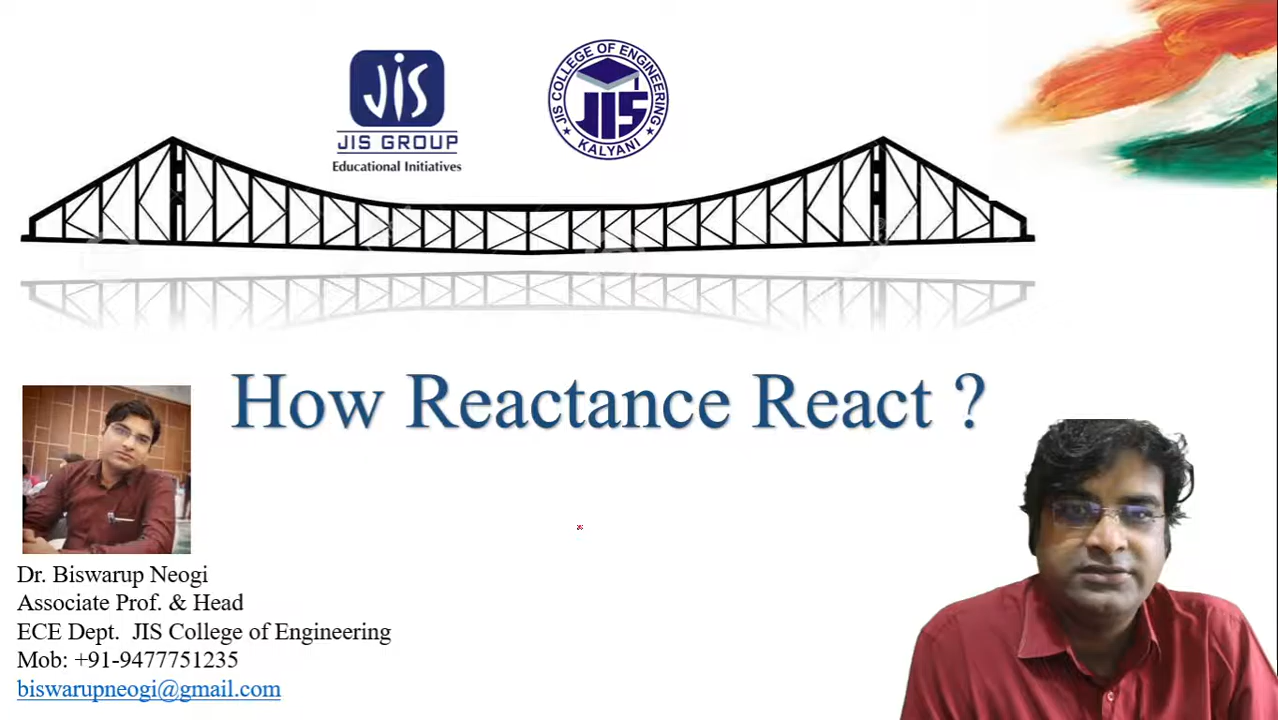 JIS
JIS GROUP
Educational Initiatives
JIS COLLEGE OF ENGINEERING
JIS
KALYANI
How Reactance React ?
Dr. Biswarup Neogi
Associate Prof. & Head
ECE Dept. JIS College of Engineering
Mob: +91-9477751235
biswarupneogi@gmail.com